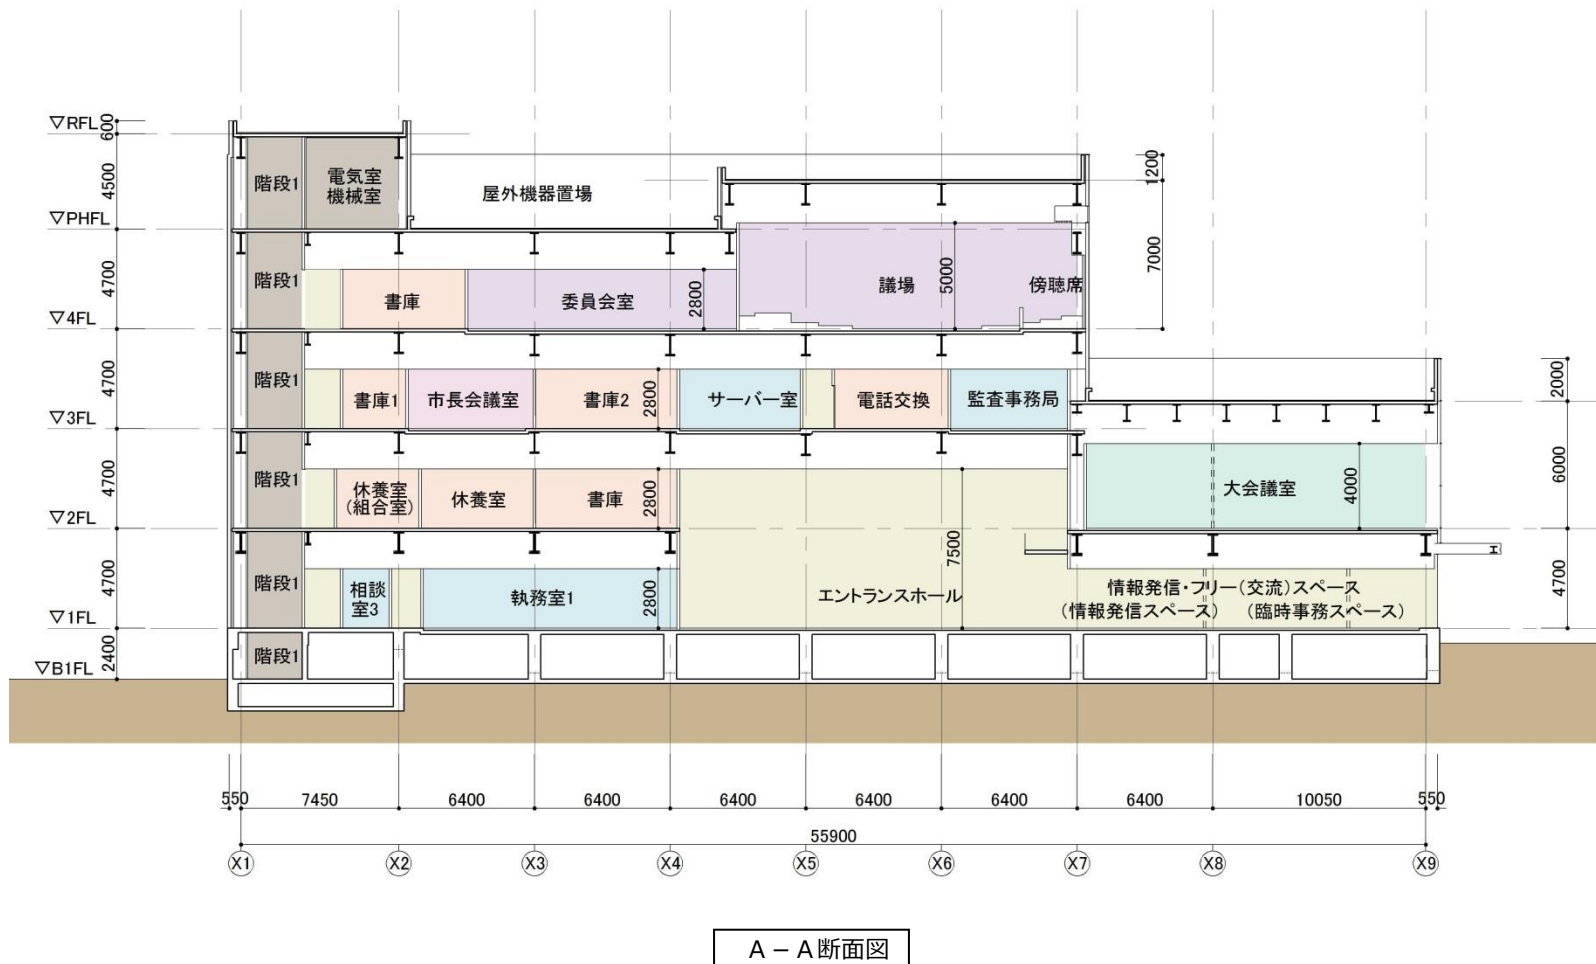 ▽RFL
600
4500
▽PHFL
4700
▽4FL
4700
▽3FL
4700
▽2FL
4700
▽1FL
2400
▽B1FL
階段1
電気室
機械室
屋外機器置場
1200
7000
階段1
書庫
委員会室
2800
議場
5000
傍聴席
階段1
書庫1
市長会議室
書庫2
2800
サーバー室
電話交換
監査事務局
2000
6000
4700
階段1
休養室
(組合室)
休養室
書庫
2800
7500
大会議室
4000
階段1
相談
室3
執務室1
2800
エントランスホール
情報発信・フリー(交流)スペース
(情報発信スペース)
(臨時事務スペース)
階段1
H
550
7450
6400
6400
6400
6400
6400
6400
10050
550
55900
X1
X2
X3
X4
X5
X6
X7
X8
X9
A－A断面図